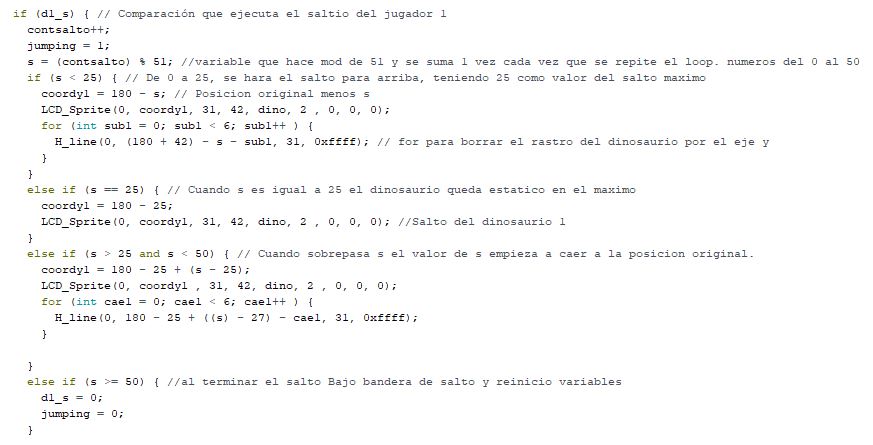 if (d1_s) { // Comparación que ejecuta el saltio del jugador 1
  contsalto++;
  jumping = 1;
  s = (contsalto) % 51; //variable que hace mod de 51 y se suma 1 vez cada vez que se repite el loop. numeros del 0 al 50
  if (s < 25) { // De 0 a 25, se hara el salto para arriba, teniendo 25 como valor del salto maximo
    coordy1 = 180 - s; // Posicion original menos s
    LCD_Sprite(0, coordy1, 31, 42, dino, 2 , 0, 0, 0);
    for (int sub1 = 0; sub1 < 6; sub1++ ) {
      H_line(0, (180 + 42) - s - sub1, 31, 0xffff); // for para borrar el rastro del dinosaurio por el eje y
    }
  }
  else if (s == 25) { // Cuando s es igual a 25 el dinosaurio queda estatico en el maximo
    coordy1 = 180 - 25;
    LCD_Sprite(0, coordy1, 31, 42, dino, 2 , 0, 0, 0); //Salto del dinosaurio 1
  }
  else if (s > 25 and s < 50) { // Cuando sobrepasa s el valor de s empieza a caer a la posicion original.
    coordy1 = 180 - 25 + (s - 25);
    LCD_Sprite(0, coordy1 , 31, 42, dino, 2 , 0, 0, 0);
    for (int cae1 = 0; cae1 < 6; cae1++ ) {
      H_line(0, 180 - 25 + ((s) - 27) - cae1, 31, 0xffff);
    }

  }
  else if (s >= 50) { //al terminar el salto Bajo bandera de salto y reinicio variables
    d1_s = 0;
    jumping = 0;
  }